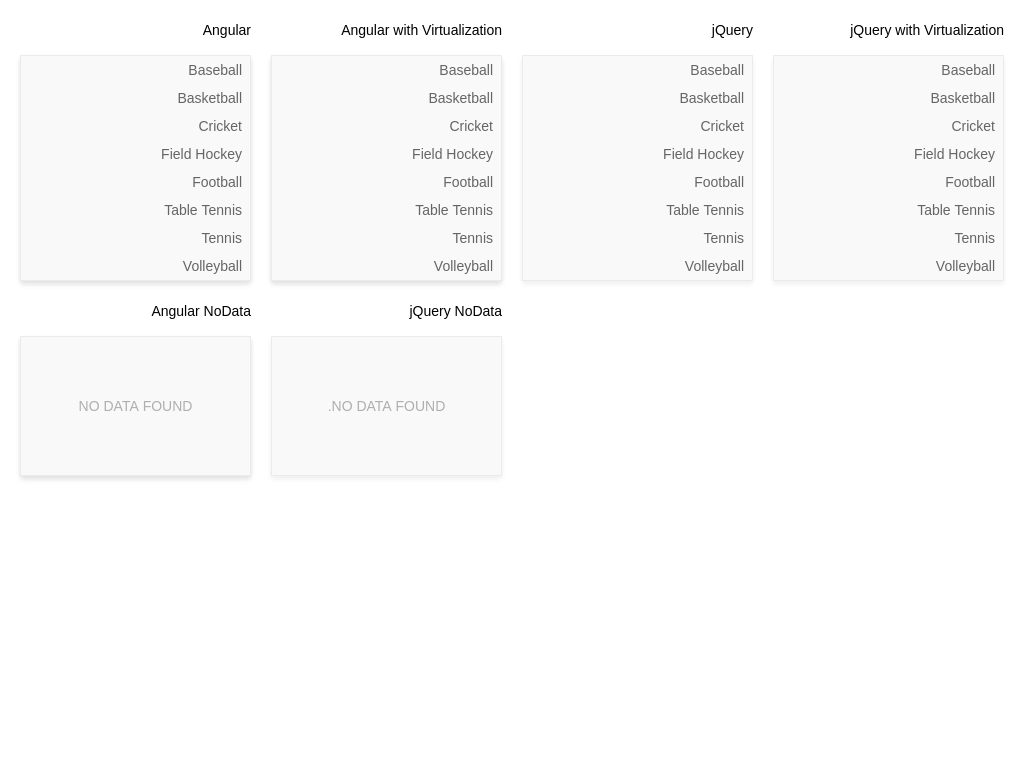 Angular
Baseball
Basketball
Cricket
Field Hockey
Football
Table Tennis
Tennis
Volleyball
Angular with Virtualization
Baseball
Basketball
Cricket
Field Hockey
Football
Table Tennis
Tennis
Volleyball
jQuery
Baseball
Basketball
Cricket
Field Hockey
Football
Table Tennis
Tennis
Volleyball
jQuery with Virtualization
Baseball
Basketball
Cricket
Field Hockey
Football
Table Tennis
Tennis
Volleyball
Angular NoData
NO DATA FOUND
jQuery NoData
.NO DATA FOUND